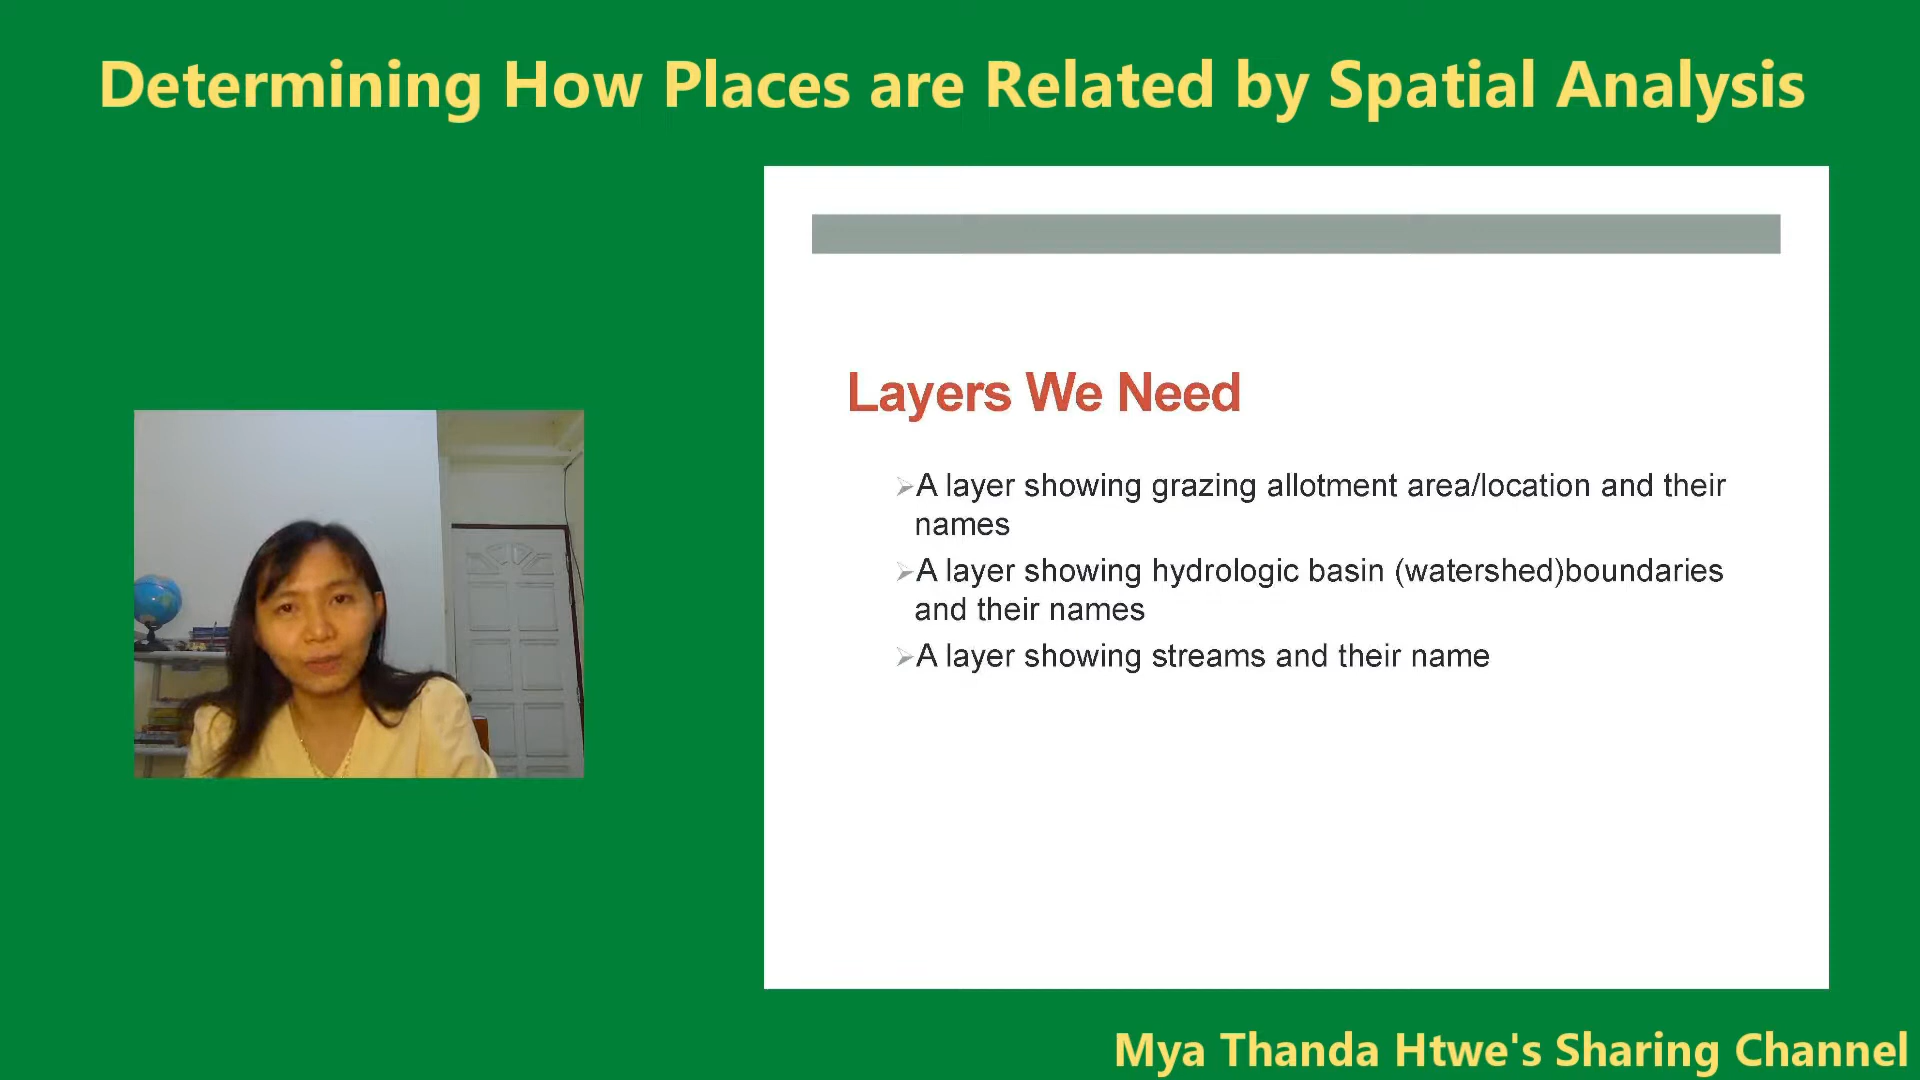 Determining How Places are Related by Spatial Analysis
Layers We Need
➢A layer showing grazing allotment area/location and their
names
➢A layer showing hydrologic basin (watershed)boundaries
and their names
➢A layer showing streams and their name
Mya Thanda Htwe's Sharing Channel